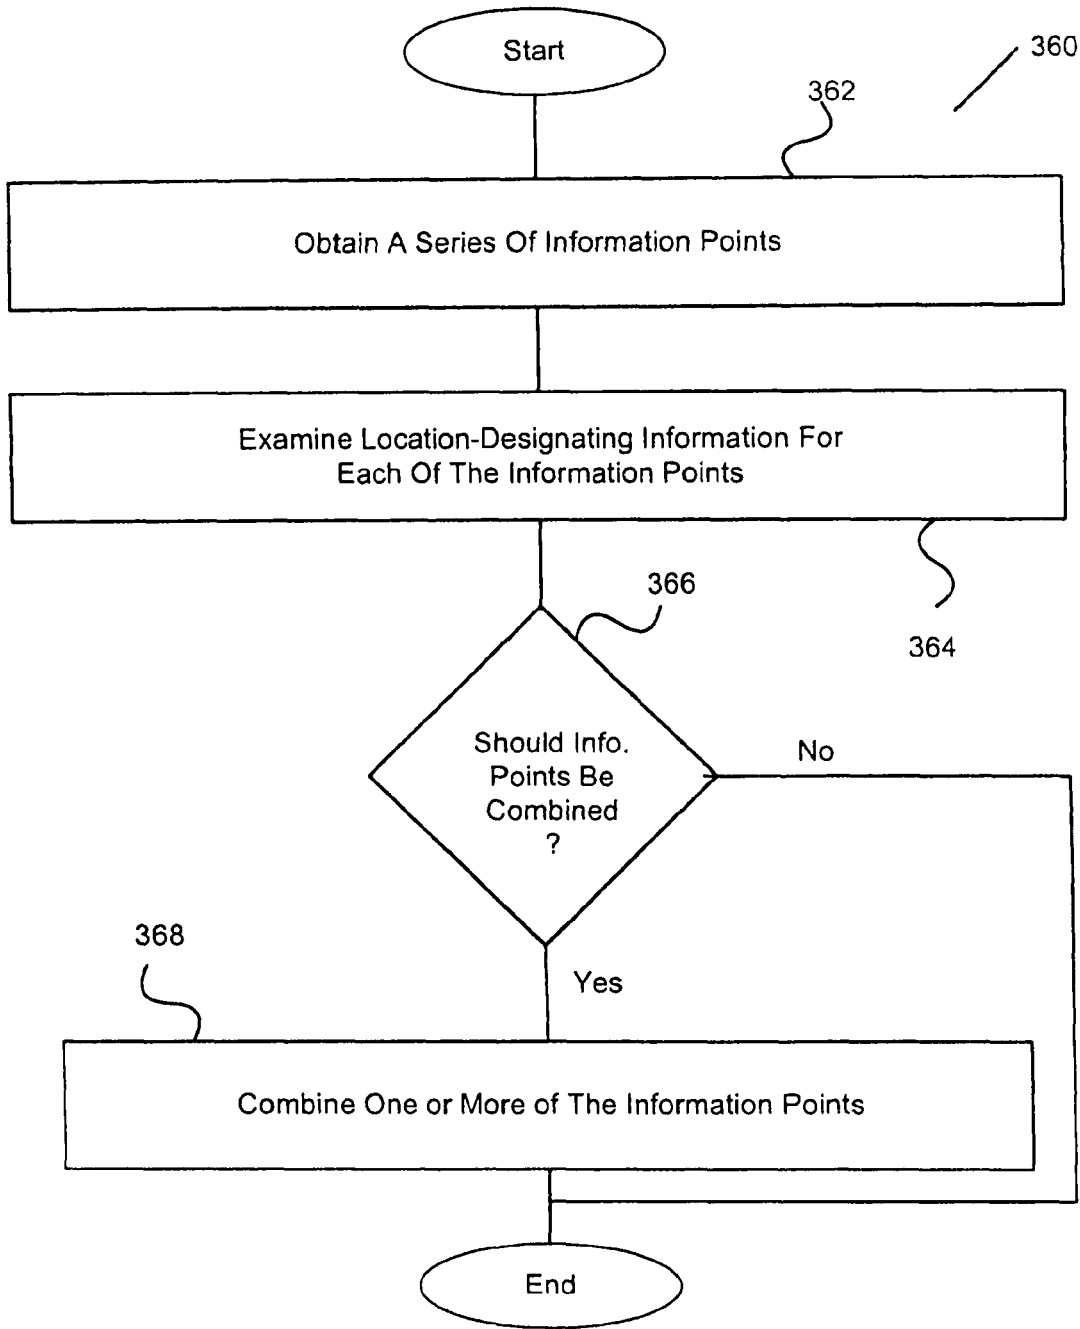 Start
360
362
Obtain A Series Of Information Points
Examine Location-Designating Information For
Each Of The Information Points
364
366
Should Info.
Points Be
Combined
?
No
Yes
368
Combine One or More of The Information Points
End